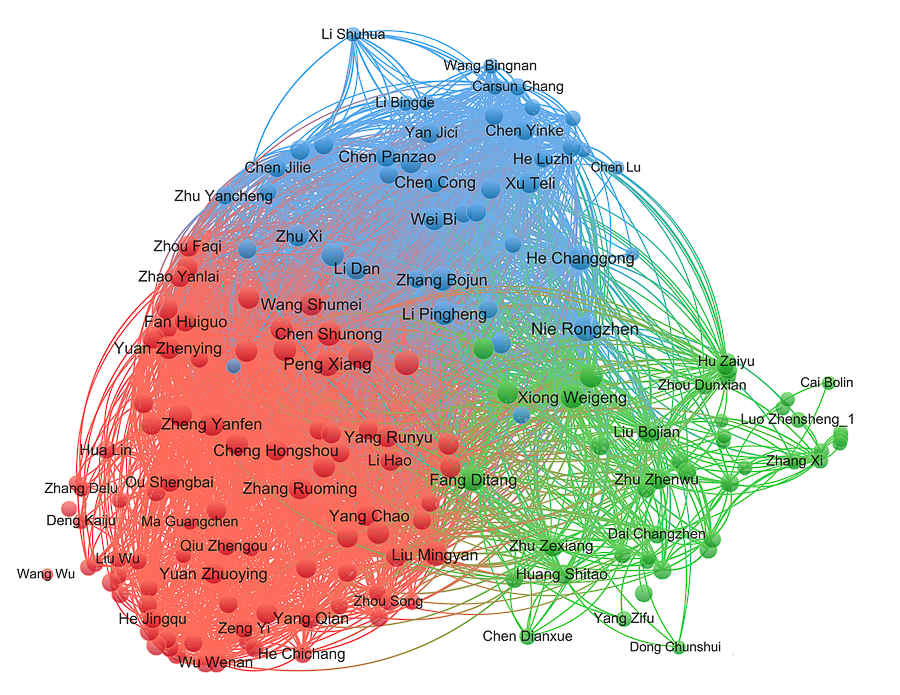 Li Shuhua
Wang Bingnan
Carsun Chang
Li Bingde
Yan Jici
Chen Yinke
Chen Panzao
He Luzhi
Chen Jilie
Chen Lu
Chen Cong
Xu Teli
Zhu Yancheng
Wei Bi
Zhu Xi
Zhou Faqi
He Changgong
Li Dan
Zhao Yanlai
Zhang Bojun
Wang Shumei
Li Pingheng
Fan Huiguo
Nie Rongzhen
Chen Shunong
Yuan Zhenying
Peng Xiang
Hu Zaiyu
Zhou Dunxian
Cai Bolin
Xiong Weigeng
Luo Zhensheng_1
Zheng Yanfen
Liu Bojian
Yang Runyu
Hua Lin
Cheng Hongshou
Li Hao
Zhang Xi
Fang Ditang
Zhu Zhenwu
Ou Shengbai
Zhang Delu
Zhang Ruoming
Yang Chao
Deng Kaiju
Ma Guangchen
Dai Changzhen
Qiu Zhengou
Zhu Zexiang
Liu Mingyan
Liu Wu
Wang Wu
Yuan Zhuoying
Huang Shitao
Zhou Song
He Jingqu
Yang Qian
Yang Zifu
Zeng Yi
Chen Dianxue
Dong Chunshui
He Chichang
Wu Wenan